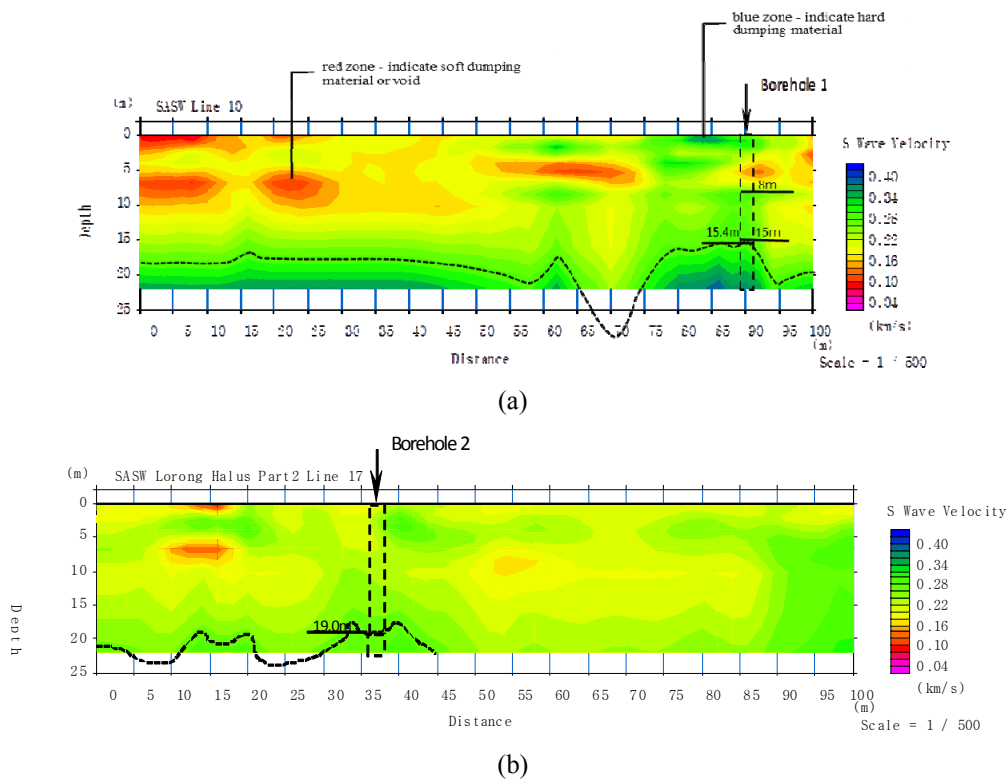 blue zone - indicate hard
dumping material
red zone - indicate soft dumping
material or void
Borehole 1
(m) SASW Line 10
S Wave Velocity
0
5
10
15
20
25
Depth
8m
15.4m
15m
0.40
0.34
0.28
0.22
0.16
0.10
0.04
(km/s)
0 5 10 15 20 25 30 35 40 45 50 55 60 65 70 75 80 85 90 95 100
(m)
Distance
Scale = 1 / 500
(a)
Borehole 2
(m) SASW Lorong Halus Part2 Line 17
S Wave Velocity
0
5
10
15
20
25
Depth
19.0m
0.40
0.34
0.28
0.22
0.16
0.10
0.04
(km/s)
0 5 10 15 20 25 30 35 40 45 50 55 60 65 70 75 80 85 90 95 100
(m)
Distance
Scale = 1 / 500
(b)